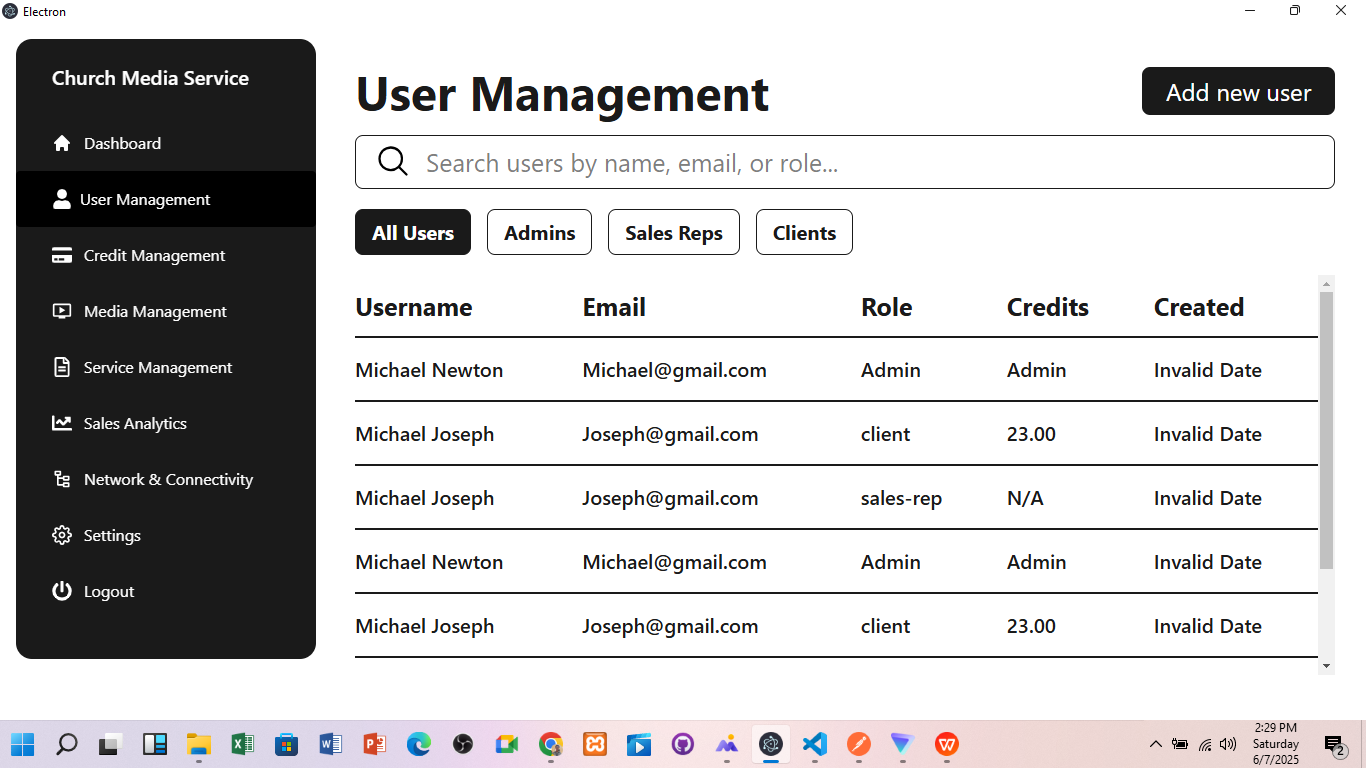 Electron
Church Media Service
Dashboard
User Management
Credit Management
Media Management
Service Management
Sales Analytics
Network & Connectivity
Settings
Logout
User Management
Add new user
Search users by name, email, or role...
All Users Admins Sales Reps Clients
Username Email Role Credits Created
Michael Newton Michael@gmail.com Admin Admin Invalid Date
Michael Joseph Joseph@gmail.com client 23.00 Invalid Date
Michael Joseph Joseph@gmail.com sales-rep N/A Invalid Date
Michael Newton Michael@gmail.com Admin Admin Invalid Date
Michael Joseph Joseph@gmail.com client 23.00 Invalid Date
2:29 PM
Saturday
6/7/2025
2